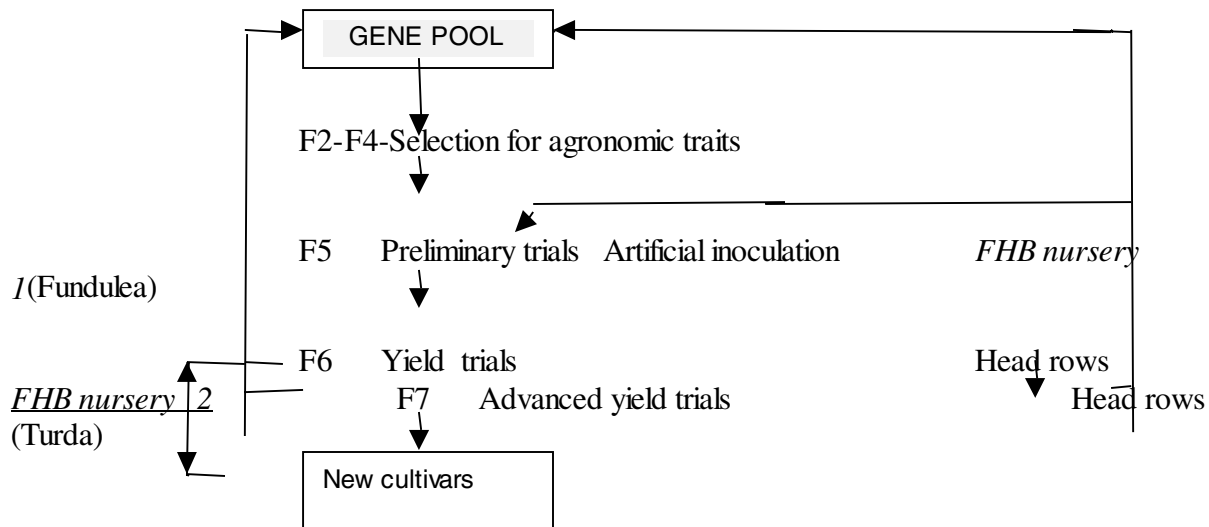 GENE POOL
F2-F4-Selection for agronomic traits
F5 Preliminary trials Artificial inoculation FHB nursery
1(Fundulea)
F6 Yield trials Head rows
FHB nursery 2 F7 Advanced yield trials Head rows
(Turda)
New cultivars